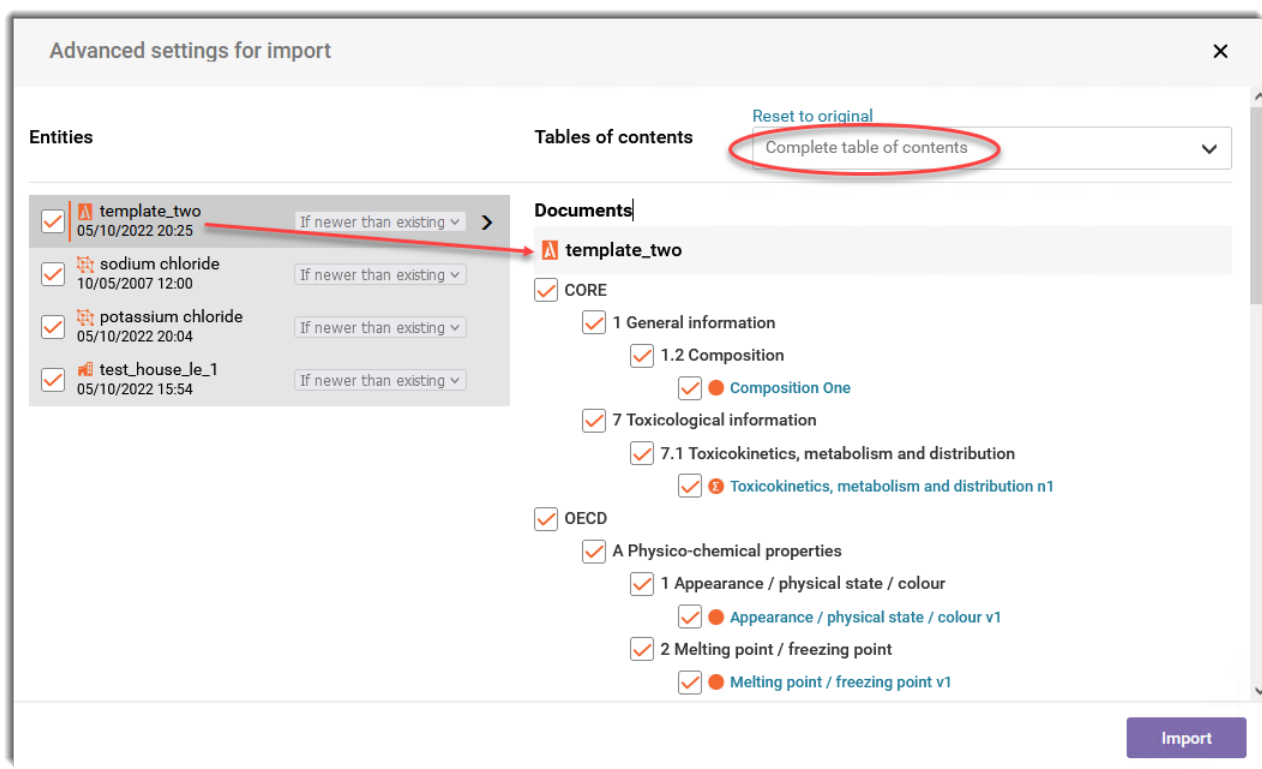 Advanced settings for import
Entities
Tables of contents
Reset to original
Complete table of contents
template_two
05/10/2022 20:25
If newer than existing
sodium chloride
10/05/2007 12:00
If newer than existing
potassium chloride
05/10/2022 20:04
If newer than existing
test_house_le_1
05/10/2022 15:54
If newer than existing
Documents
template_two
CORE
1 General information
1.2 Composition
Composition One
7 Toxicological information
7.1 Toxicokinetics, metabolism and distribution
Σ Toxicokinetics, metabolism and distribution n1
OECD
A Physico-chemical properties
1 Appearance / physical state / colour
Appearance / physical state / colour v1
2 Melting point / freezing point
Melting point / freezing point v1
Import